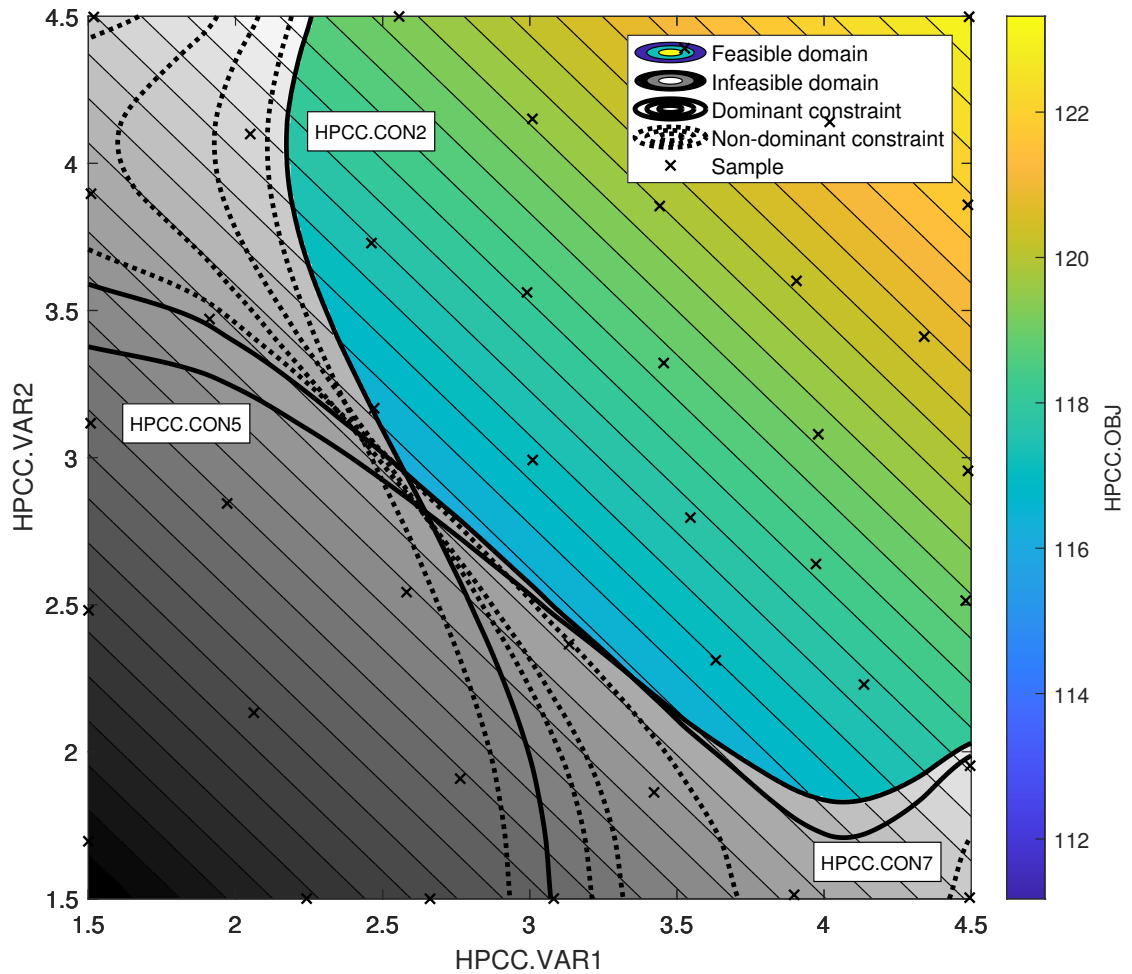 4.5
4
3.5
3
2.5
2
1.5
HPCC.VAR2
1.5
2
2.5
3
3.5
4
4.5
HPCC.VAR1
HPCC.CON2
HPCC.CON5
HPCC.CON7
Feasible domain
Infeasible domain
Dominant constraint
Non-dominant constraint
Sample
122
120
118
116
114
112
HPCC.OBJ